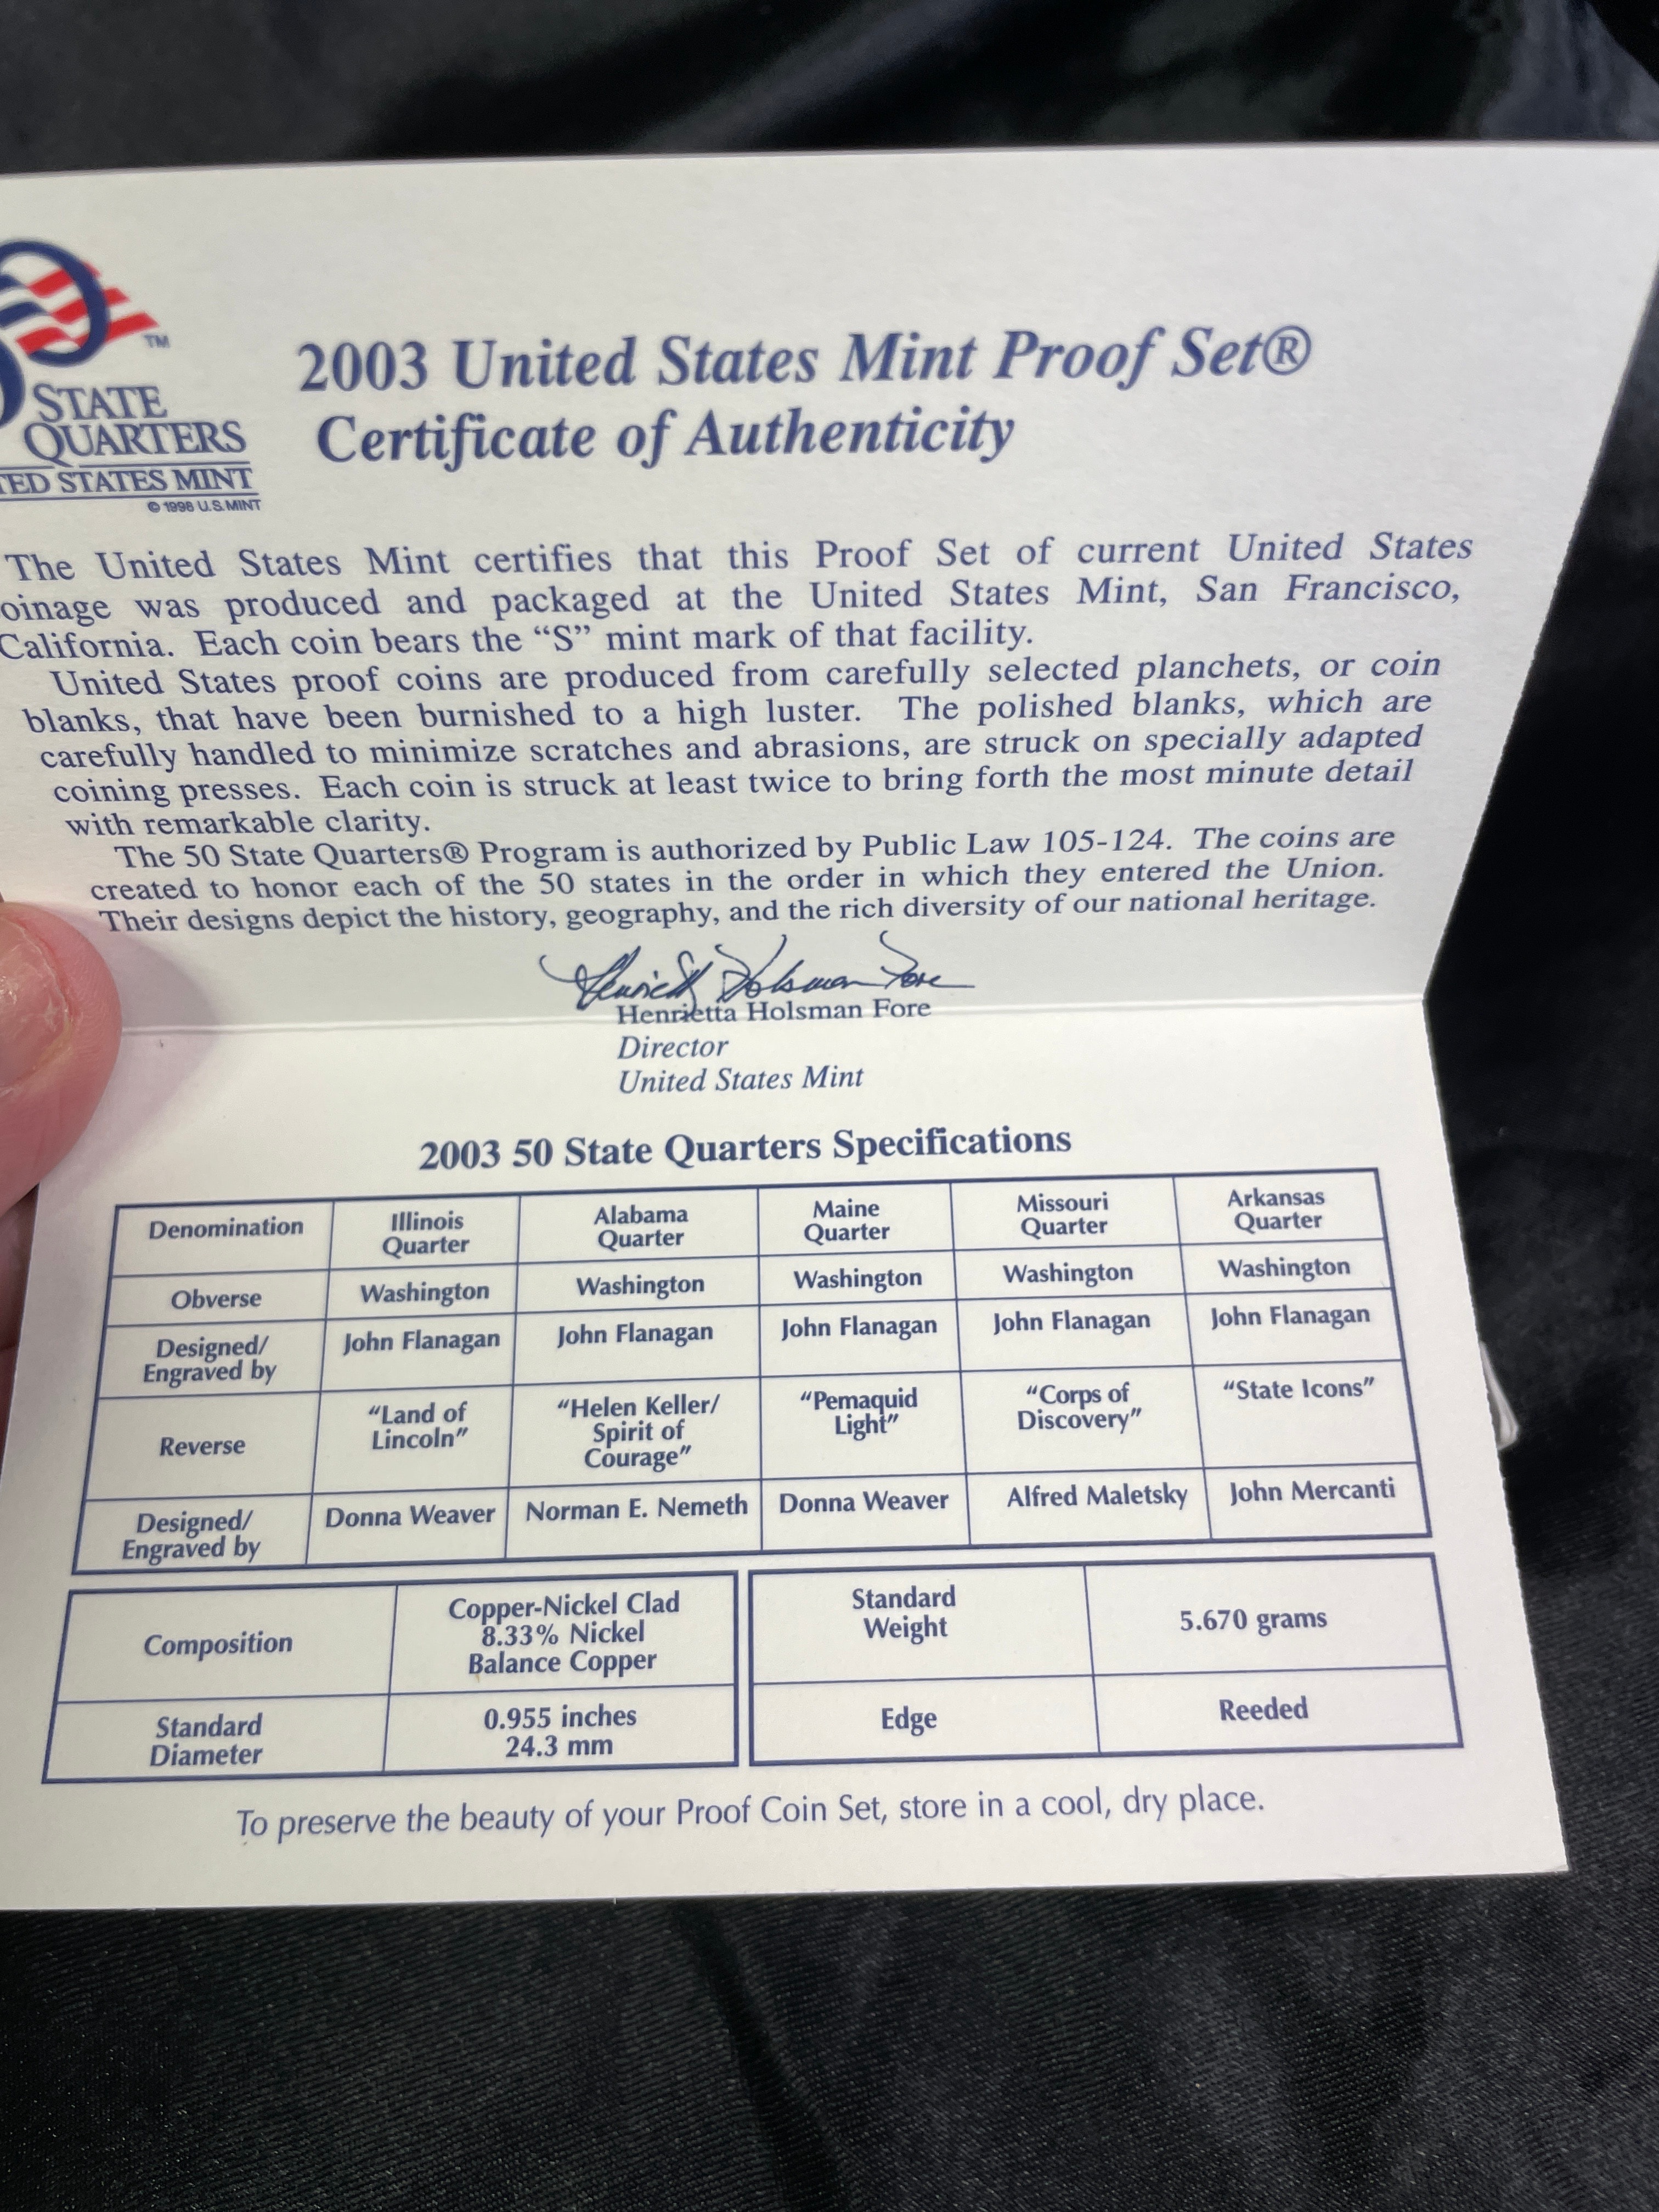 TM
STATE
QUARTERS
TED STATES MINT
© 1998 U.S. MINT
2003 United States Mint Proof Set®
Certificate of Authenticity
The United States Mint certifies that this Proof Set of current United States
oinage was produced and packaged at the United States Mint, San Francisco,
California. Each coin bears the “S” mint mark of that facility.
United States proof coins are produced from carefully selected planchets, or coin
blanks, that have been burnished to a high luster. The polished blanks, which are
carefully handled to minimize scratches and abrasions, are struck on specially adapted
coining presses. Each coin is struck at least twice to bring forth the most minute detail
with remarkable clarity.
The 50 State Quarters® Program is authorized by Public Law 105-124. The coins are
created to honor each of the 50 states in the order in which they entered the Union.
Their designs depict the history, geography, and the rich diversity of our national heritage.
Henrietta Holsman Fore
Henrietta Holsman Fore
Director
United States Mint
2003 50 State Quarters Specifications
Denomination
Illinois
Quarter
Alabama
Quarter
Maine
Quarter
Missouri
Quarter
Arkansas
Quarter
Obverse
Washington
Washington
Washington
Washington
Washington
Designed/
Engraved by
John Flanagan
John Flanagan
John Flanagan
John Flanagan
John Flanagan
Reverse
“Land of
Lincoln”
“Helen Keller/
Spirit of
Courage”
“Pemaquid
Light”
“Corps of
Discovery”
“State Icons”
Designed/
Engraved by
Donna Weaver
Norman E. Nemeth
Donna Weaver
Alfred Maletsky
John Mercanti
Composition
Copper-Nickel Clad
8.33% Nickel
Balance Copper
Standard
Weight
5.670 grams
Standard
Diameter
0.955 inches
24.3 mm
Edge
Reeded
To preserve the beauty of your Proof Coin Set, store in a cool, dry place.